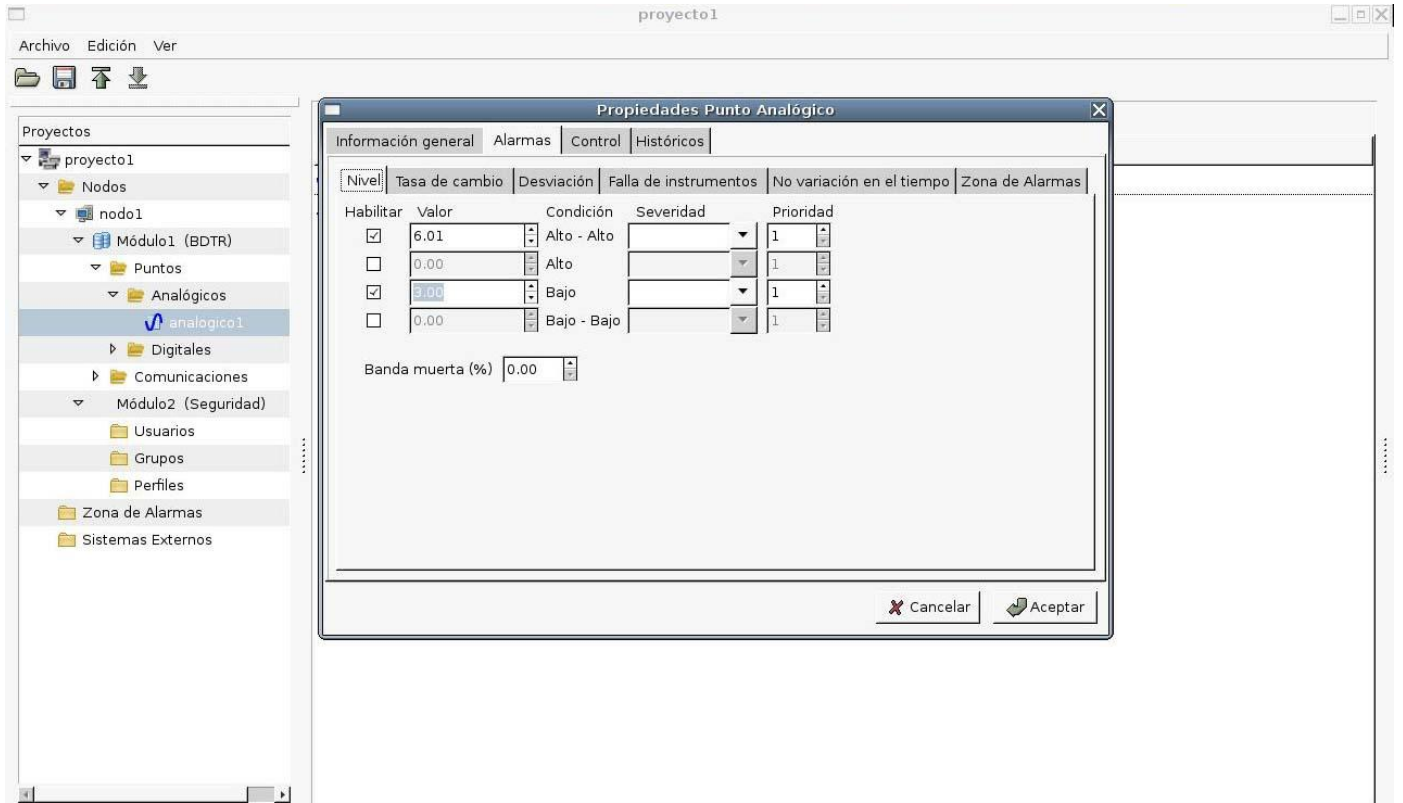 proyecto1
Archivo Edición Ver
Proyectos
proyecto1
Nodos
nodo1
Módulo1 (BDTR)
Puntos
Analógicos
analogico1
Digitales
Comunicaciones
Módulo2 (Seguridad)
Usuarios
Grupos
Perfiles
Zona de Alarmas
Sistemas Externos
Propiedades Punto Analógico
Información general Alarmas Control Históricos
Nivel Tasa de cambio Desviación Falla de instrumentos No variación en el tiempo Zona de Alarmas
Habilitar Valor Condición Severidad Prioridad
6.01 Alto - Alto 1
0.00 Alto 1
3.00 Bajo 1
0.00 Bajo - Bajo 1
Banda muerta (%) 0.00
Cancelar Aceptar